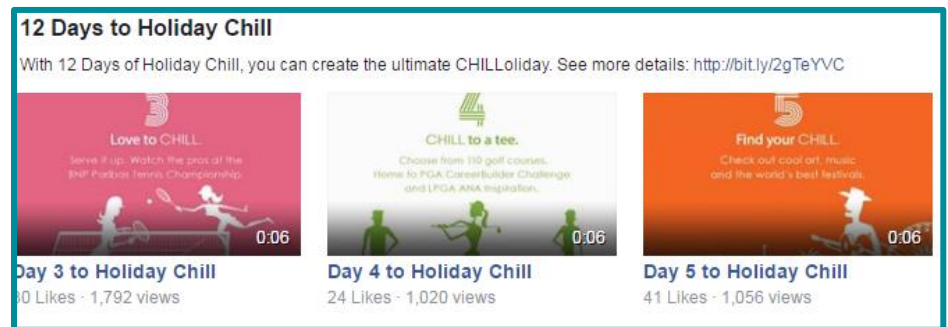 12 Days to Holiday Chill
With 12 Days of Holiday Chill, you can create the ultimate CHILLoliday. See more details: http://bit.ly/2gTeYVC
3
Love to CHILL.
Serve it up. Watch the pros at the
BNP Paribas Tennis Championship.
0:06
Day 3 to Holiday Chill
30 Likes · 1,792 views
4
CHILL to a tee.
Choose from 110 golf courses.
Home to PGA CareerBuilder Challenge
and LPGA ANA Inspiration.
0:06
Day 4 to Holiday Chill
24 Likes · 1,020 views
5
Find your CHILL.
Check out cool art, music
and the world's best festivals.
0:06
Day 5 to Holiday Chill
41 Likes · 1,056 views